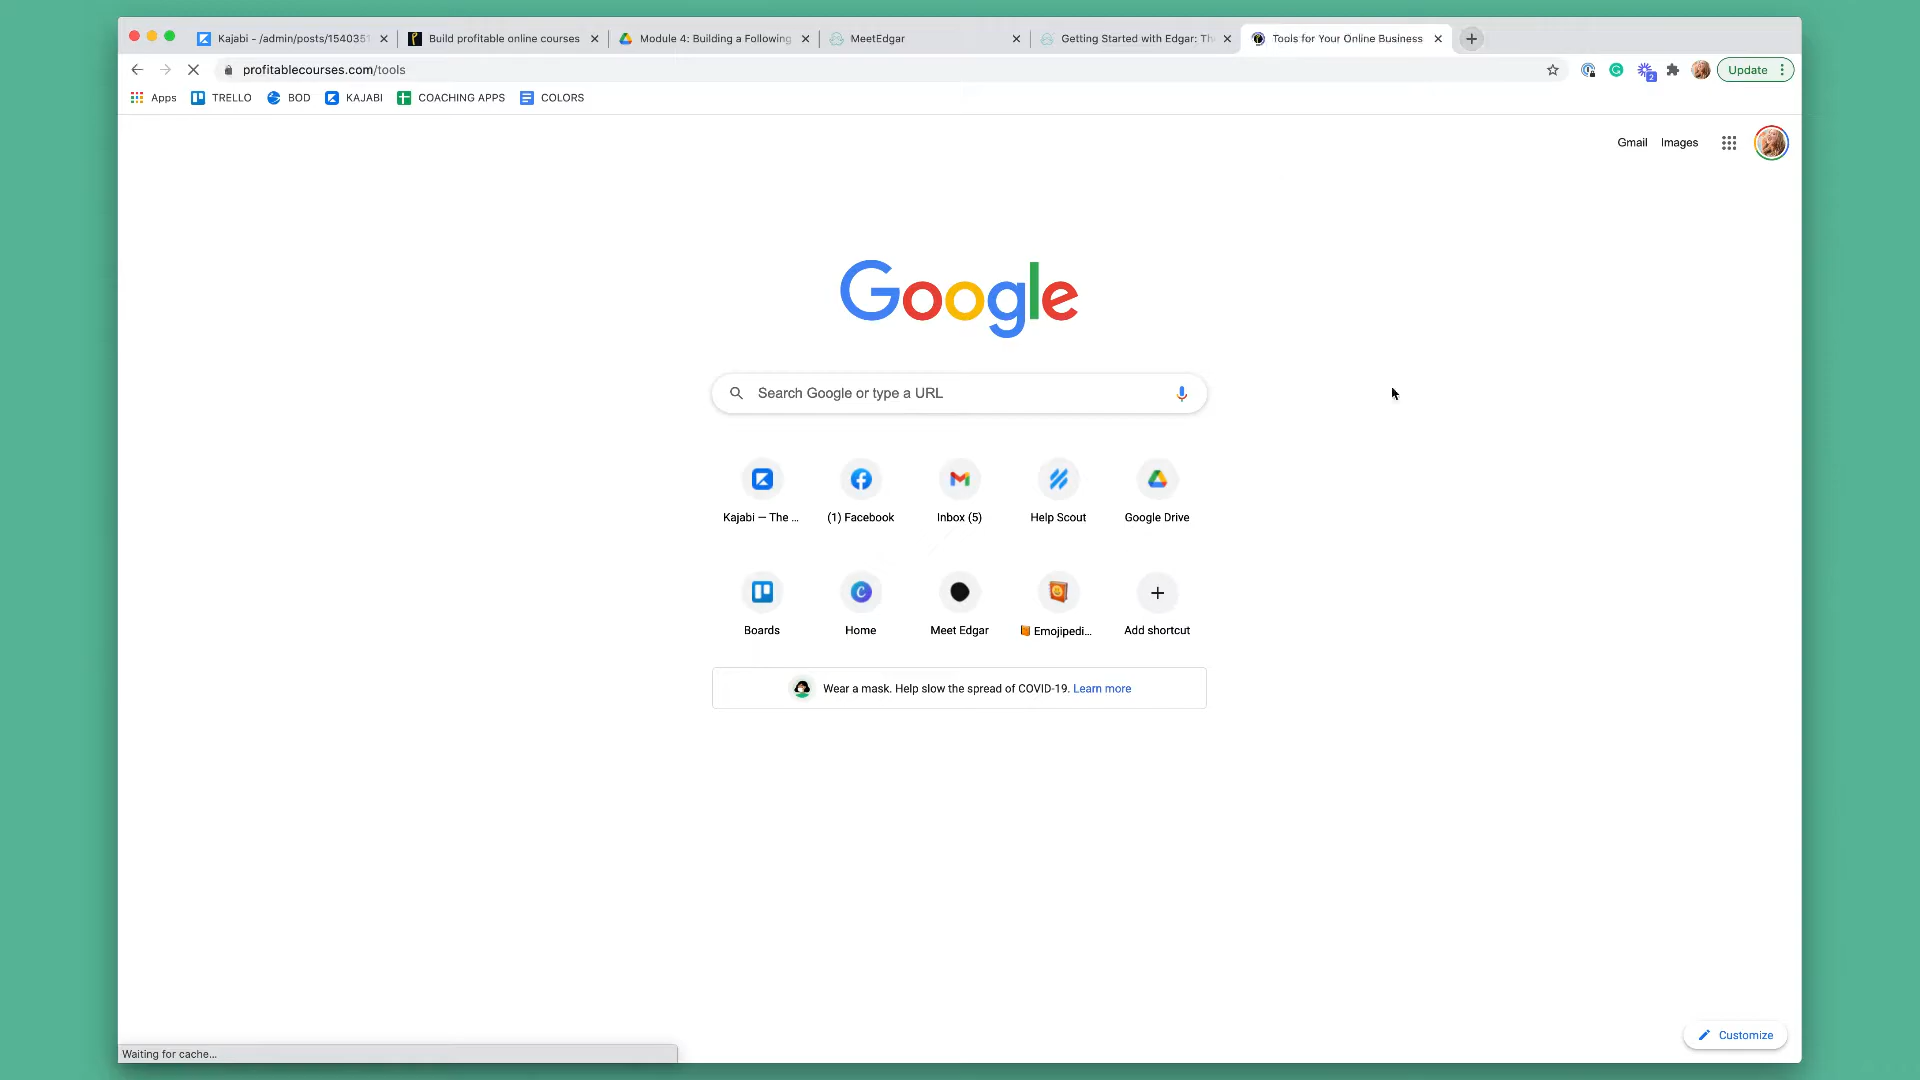 Kajabi - /admin/posts/1540351
Build profitable online courses
Module 4: Building a Following
MeetEdgar
Getting Started with Edgar: Th
Tools for Your Online Business
profitablecourses.com/tools
2
Update
Apps
TRELLO
BOD
KAJABI
COACHING APPS
COLORS
Gmail
Images
Google
Search Google or type a URL
Kajabi — The ...
(1) Facebook
Inbox (5)
Help Scout
Google Drive
Boards
Home
Meet Edgar
Emojipedi...
Add shortcut
Wear a mask. Help slow the spread of COVID-19. Learn more
Customize
Waiting for cache...